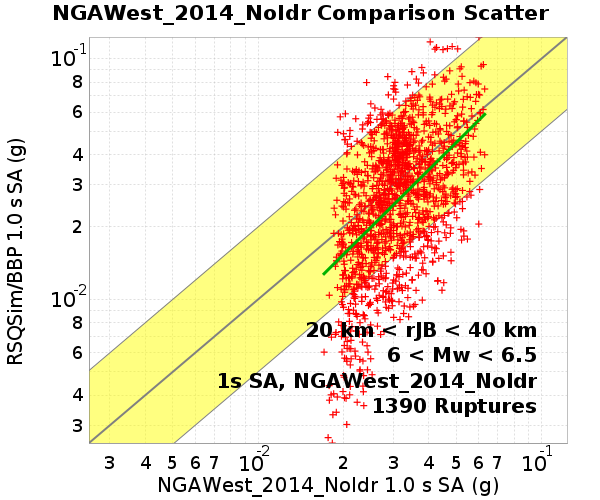 NGAWest_2014_NoIdr Comparison Scatter
RSQSim/BBP 1.0 s SA (g)
10-1
8
6
4
3
2
10-2
8
6
4
3
20 km < rJB < 40 km
6 < Mw < 6.5
1s SA, NGAWest_2014_NoIdr
1390 Ruptures
3 4 5 6 7 10-2 2 3 4 5 6 7 10-1
NGAWest_2014_NoIdr 1.0 s SA (g)